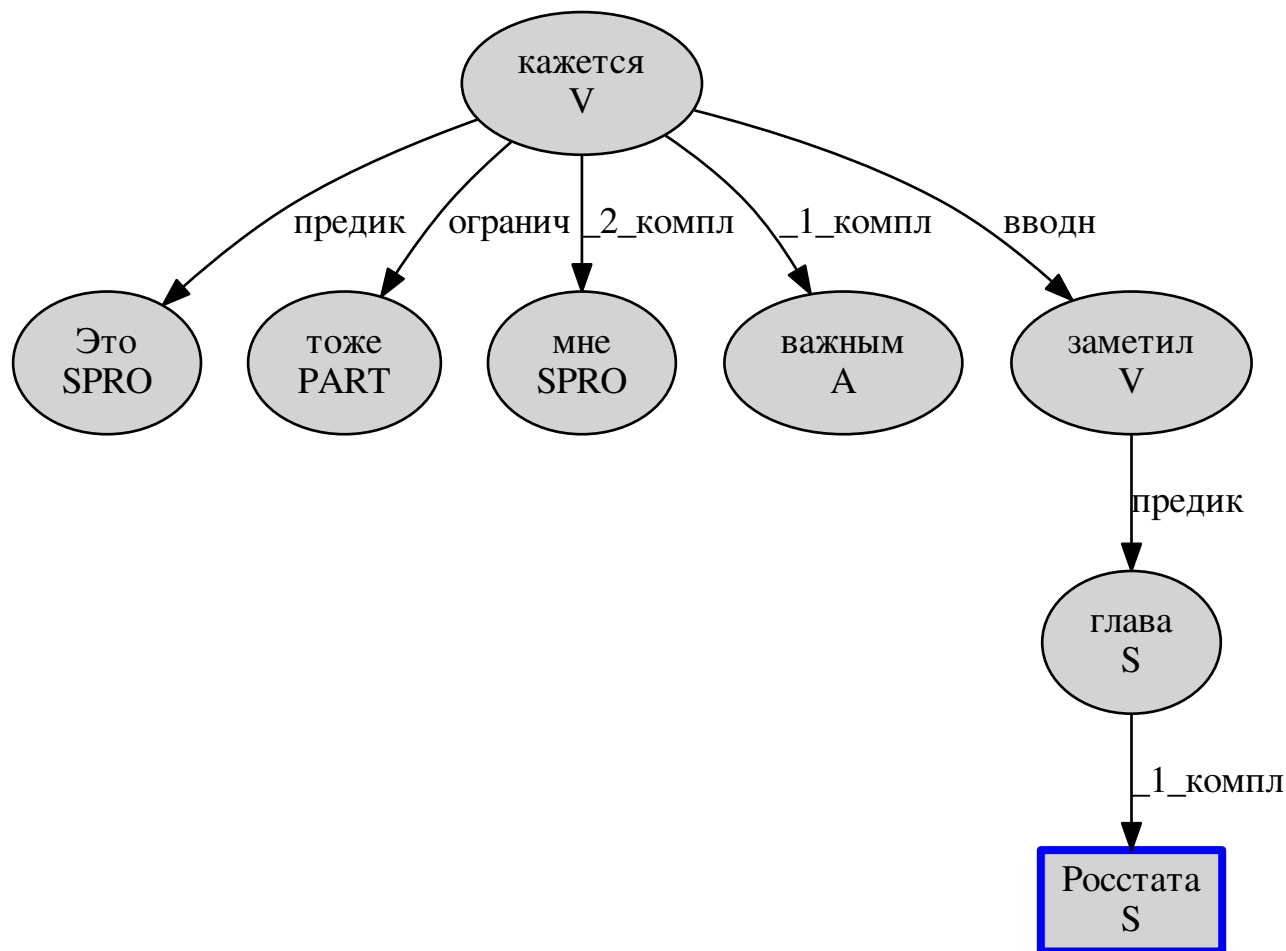 кажется
V
предик
огранич
_2_компл
_1_компл
вводн
Это
SPRO
тоже
PART
мне
SPRO
важным
A
заметил
V
предик
глава
S
_1_компл
Росстата
S